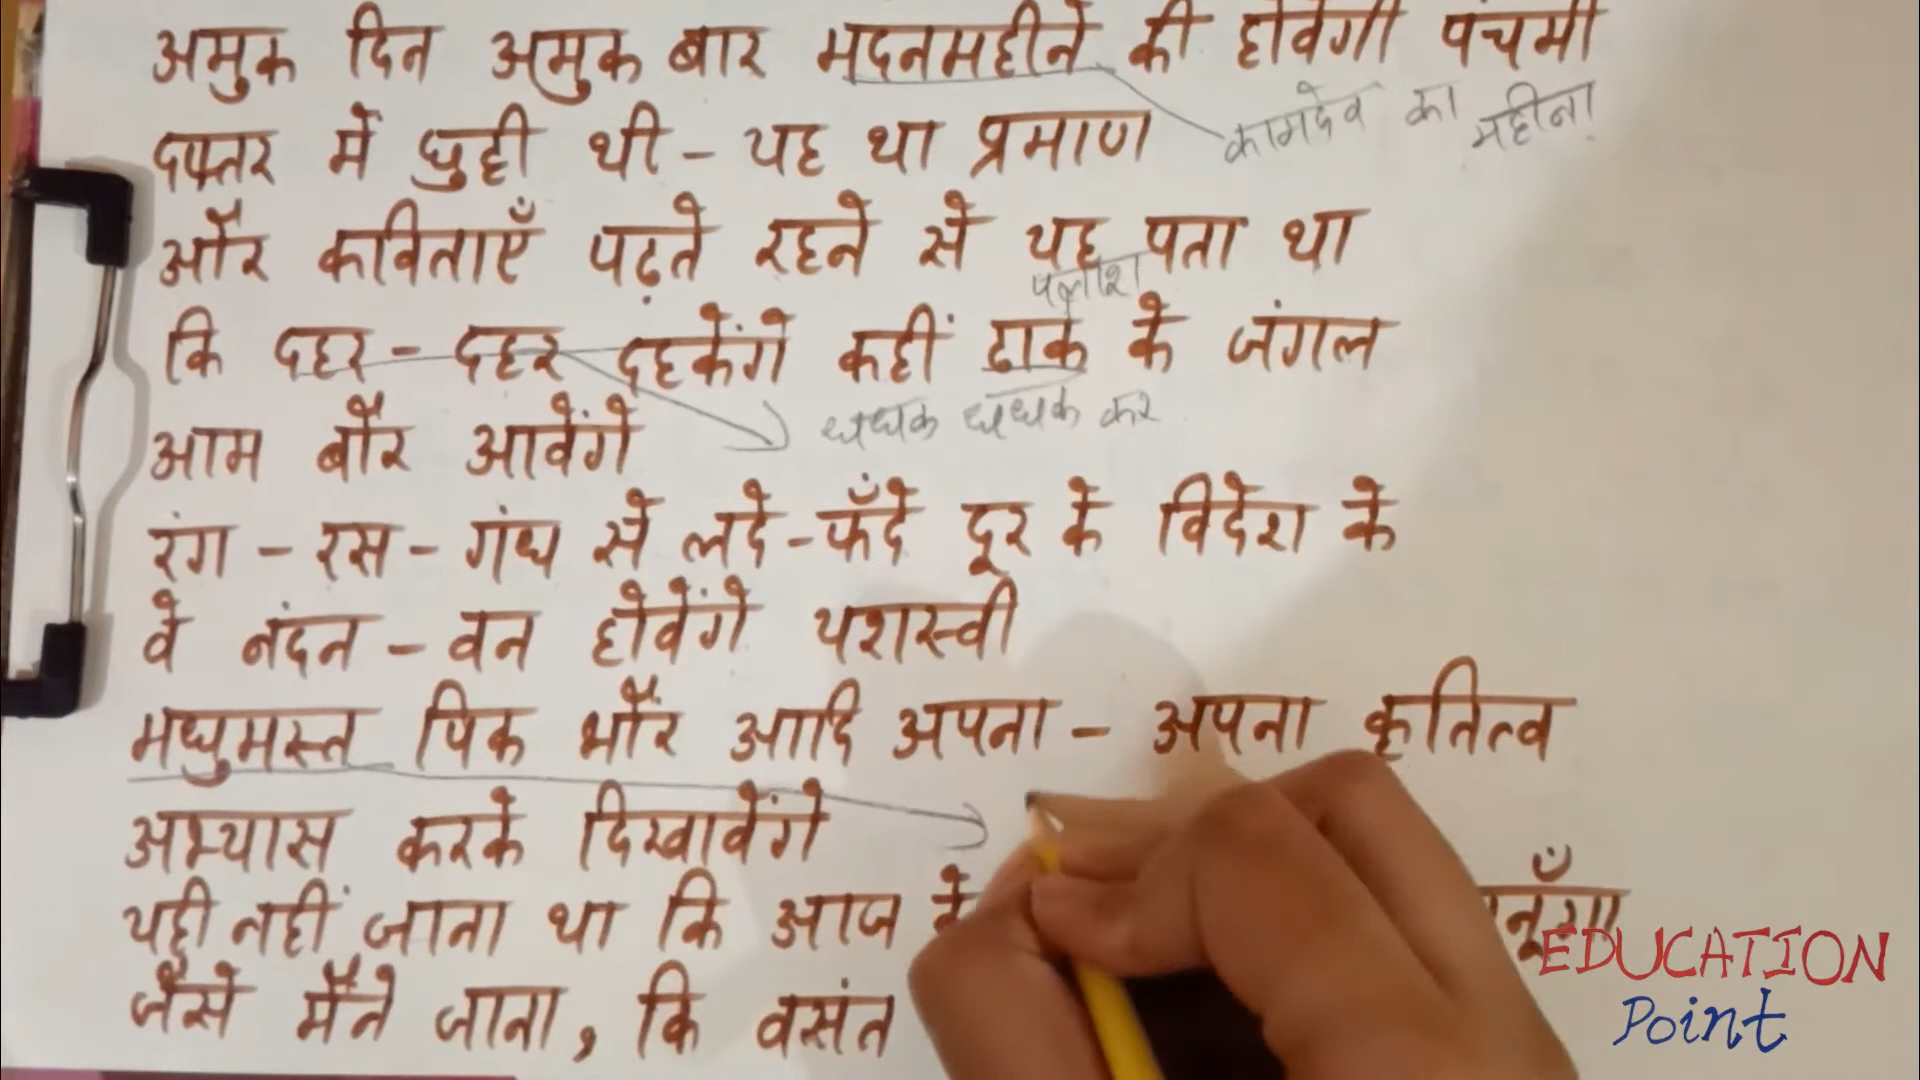 अमुक दिन अमुक बार मदनमहीने की होवेगी पंचमी
कामदेव का महीना
दफ्तर में छुट्टी थी - यह था प्रमाण
और कविताएँ पढ़ते रहने से यह पता था
पलाश
कि दहर - दहर दहकेंगे कहीं ढाक के जंगल
धधक धधक कर
आम बौर आवेंगे
रंग - रस - गंध से लदे - फँदे दूर के विदेश के
वे नंदन - वन होवेंगे यशस्वी
मधुमस्त पिक भौंर आदि अपना - अपना कृतित्व
अभ्यास करके दिखावेंगे
यही नहीं जाना था कि आज
जैसे मैंने जाना, कि वसंत
EDUCATION
Point